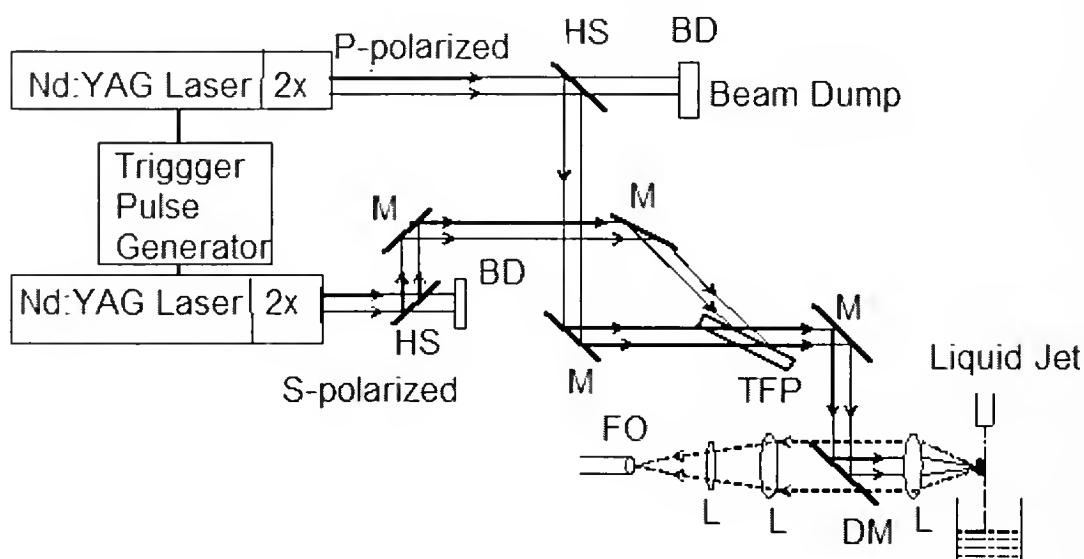 P-polarized
HS
BD
Nd:YAG Laser
2x
Beam Dump
Triggger
Pulse
Generator
M
M
BD
Nd:YAG Laser
2x
HS
S-polarized
M
TFP
M
Liquid Jet
FO
L
L
DM
L